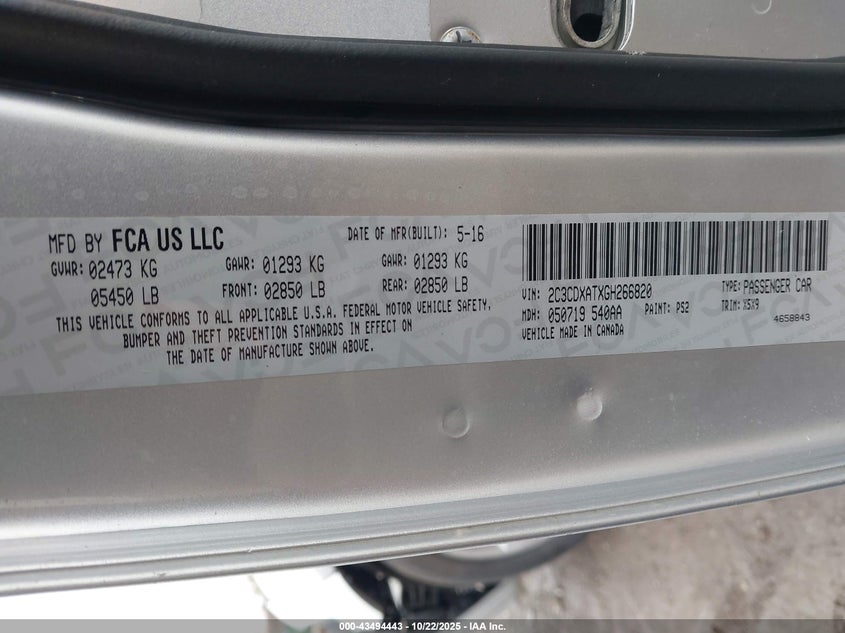 MFD BY FCA US LLC
DATE OF MFR(BUILT): 5-16
GVWR: 02473 KG
GAWR: 01293 KG
GAWR: 01293 KG
05450 LB
FRONT: 02850 LB
REAR: 02850 LB
THIS VEHICLE CONFORMS TO ALL APPLICABLE U.S.A. FEDERAL MOTOR VEHICLE SAFETY,
BUMPER AND THEFT PREVENTION STANDARDS IN EFFECT ON
THE DATE OF MANUFACTURE SHOWN ABOVE.
VIN: 2C3CDXATXGH266820
TYPE: PASSENGER CAR
MDH: 050719 540AA
PAINT: PS2
TRIM: X5X9
VEHICLE MADE IN CANADA
4658843
000-43494443 - 10/22/2025 - IAA Inc.